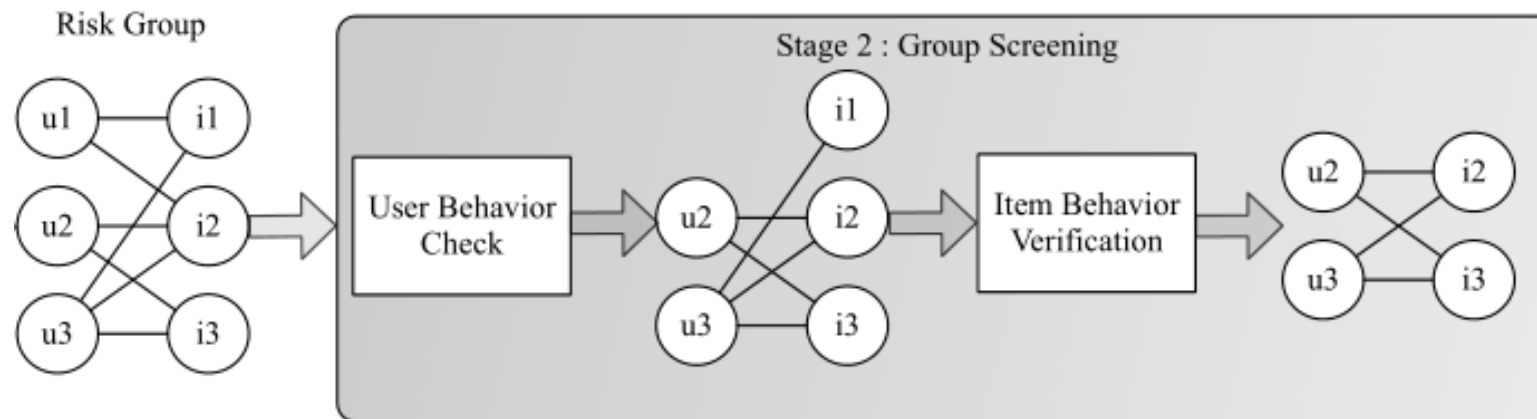 Risk Group
Stage 2 : Group Screening
u1
i1
u2
i2
u3
i3
User Behavior
Check
i1
u2
i2
u3
i3
Item Behavior
Verification
u2
i2
u3
i3